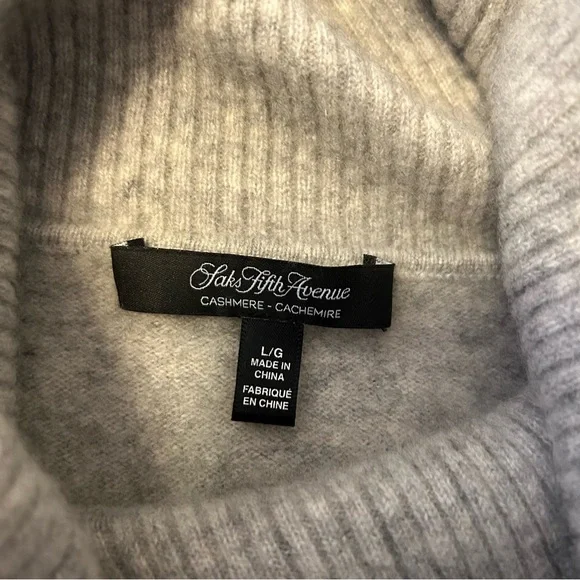 Saks Fifth Avenue
CASHMERE - CACHEMIRE
L/G
MADE IN
CHINA
FABRIQUÉ
EN CHINE